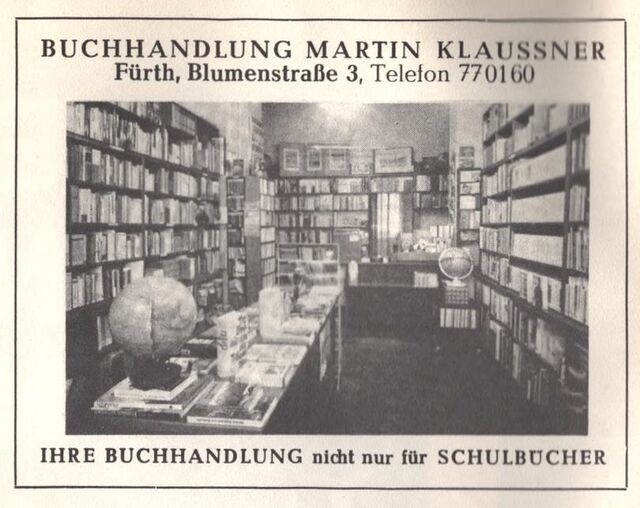 BUCHHANDLUNG MARTIN KLAUSSNER
Fürth, Blumenstraße 3, Telefon 770160
IHRE BUCHHANDLUNG nicht nur für SCHULBÜCHER